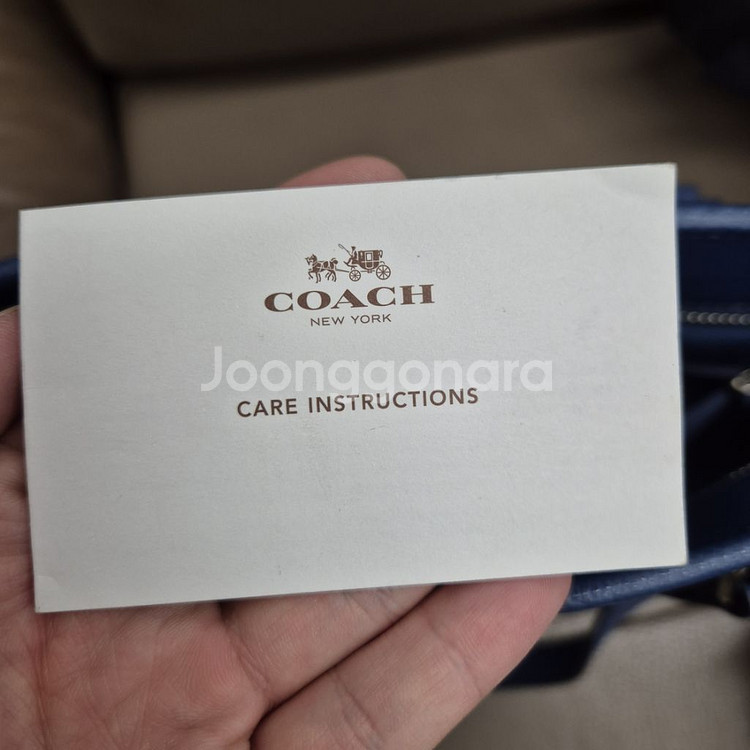 COACH
NEW YORK
Joonggonara
CARE INSTRUCTIONS